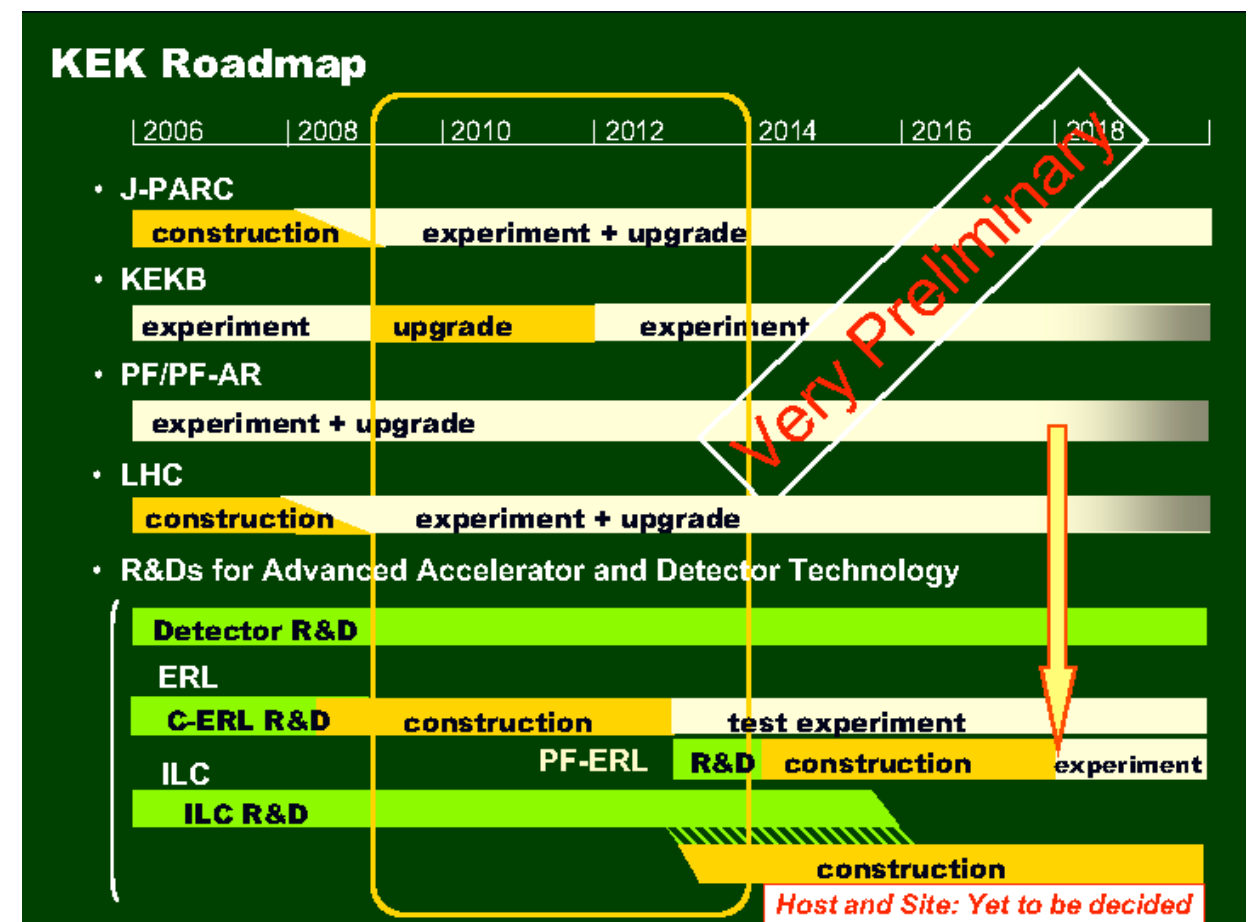 KEK Roadmap
|2006 |2008 |2010 |2012 2014 |2016 |2018 |
• J-PARC
construction experiment + upgrade
• KEKB
experiment upgrade experiment
• PF/PF-AR
experiment + upgrade
Very Preliminary
• LHC
construction experiment + upgrade
• R&Ds for Advanced Accelerator and Detector Technology
Detector R&D
ERL
C-ERL R&D construction test experiment
PF-ERL R&D construction experiment
ILC
ILC R&D
construction
Host and Site: Yet to be decided